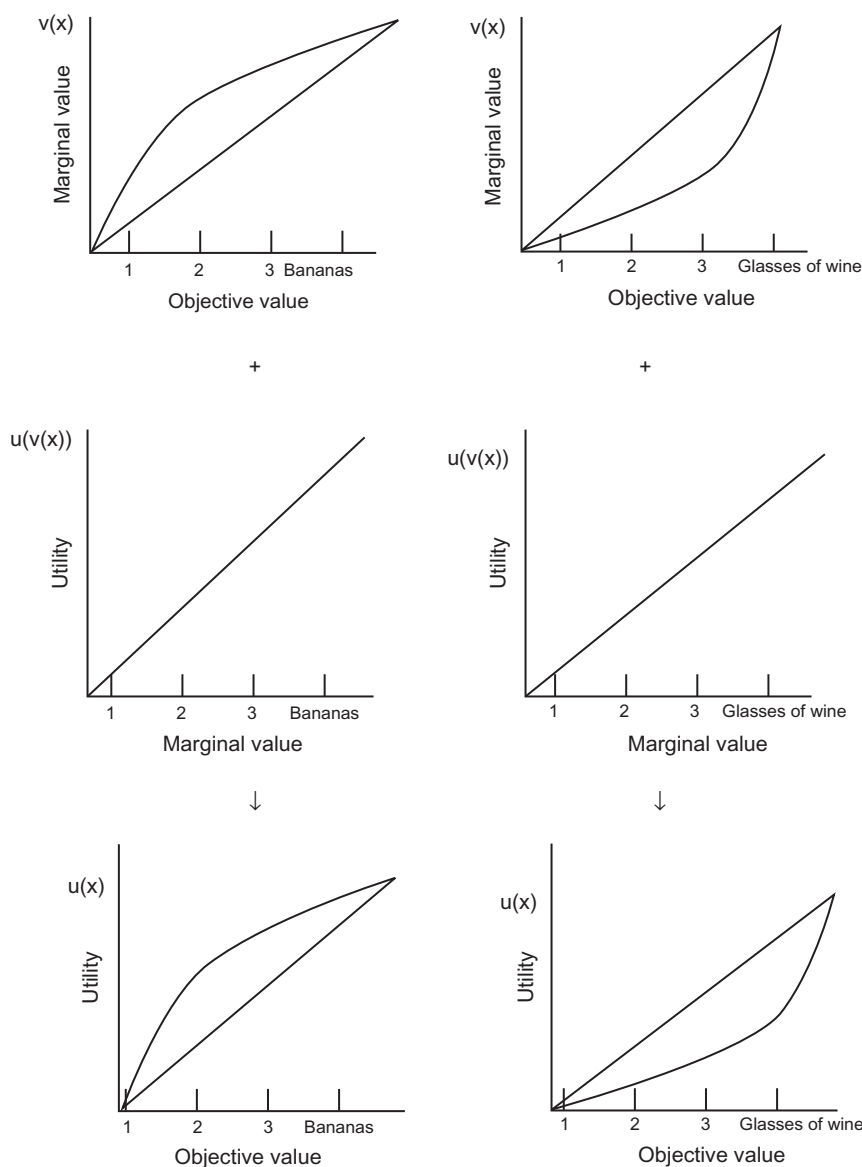 v(x)
Marginal value
1 2 3 Bananas
Objective value
v(x)
Marginal value
1 2 3 Glasses of wine
Objective value
+
+
u(v(x))
Utility
1 2 3 Bananas
Marginal value
u(v(x))
Utility
1 2 3 Glasses of wine
Marginal value
↓
↓
u(x)
Utility
1 2 3 Bananas
Objective value
u(x)
Utility
1 2 3 Glasses of wine
Objective value